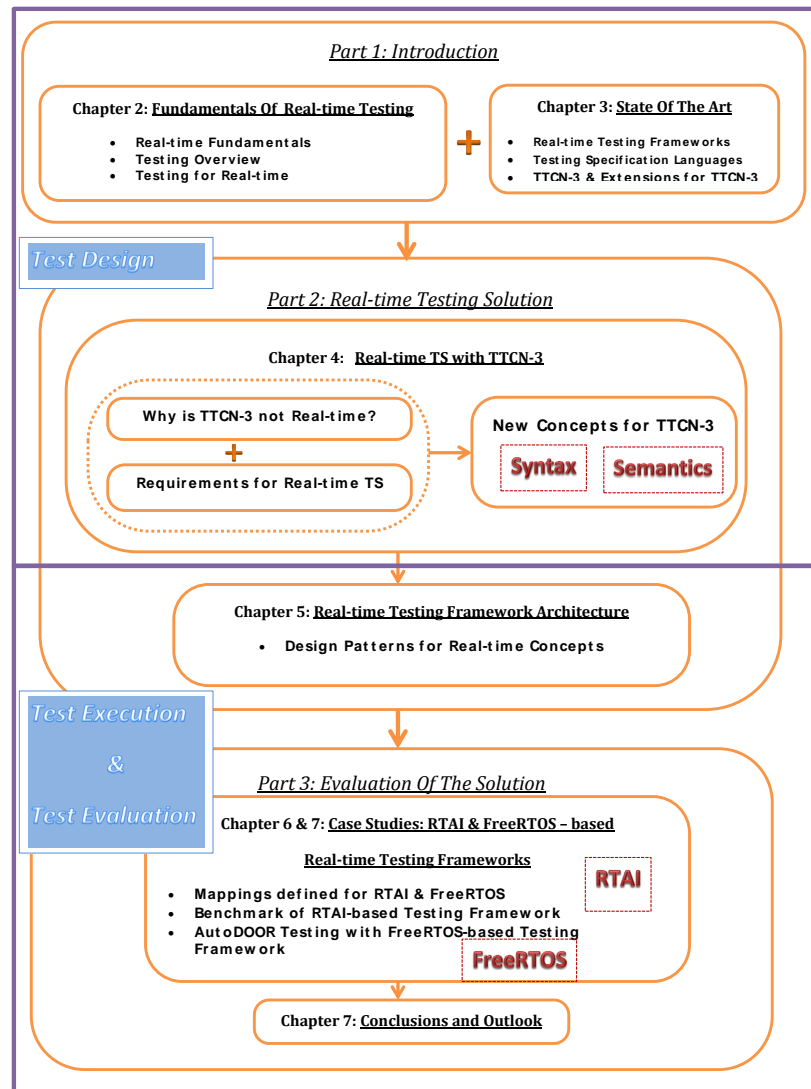 Part 1: Introduction
Chapter 2: Fundamentals Of Real-time Testing
• Real-time Fundamentals
• Testing Overview
• Testing for Real-time
+
Chapter 3: State Of The Art
• Real-time Testing Frameworks
• Testing Specification Languages
• TTCN-3 & Extensions for TTCN-3
Test Design
Part 2: Real-time Testing Solution
Chapter 4: Real-time TS with TTCN-3
Why is TTCN-3 not Real-time?
+
Requirements for Real-time TS
New Concepts for TTCN-3
Syntax
Semantics
Chapter 5: Real-time Testing Framework Architecture
• Design Patterns for Real-time Concepts
Test Execution
&
Test Evaluation
Part 3: Evaluation Of The Solution
Chapter 6 & 7: Case Studies: RTAI & FreeRTOS – based
Real-time Testing Frameworks
RTAI
• Mappings defined for RTAI & FreeRTOS
• Benchmark of RTAI-based Testing Framework
• AutoDOOR Testing with FreeRTOS-based Testing
Framework
FreeRTOS
Chapter 7: Conclusions and Outlook